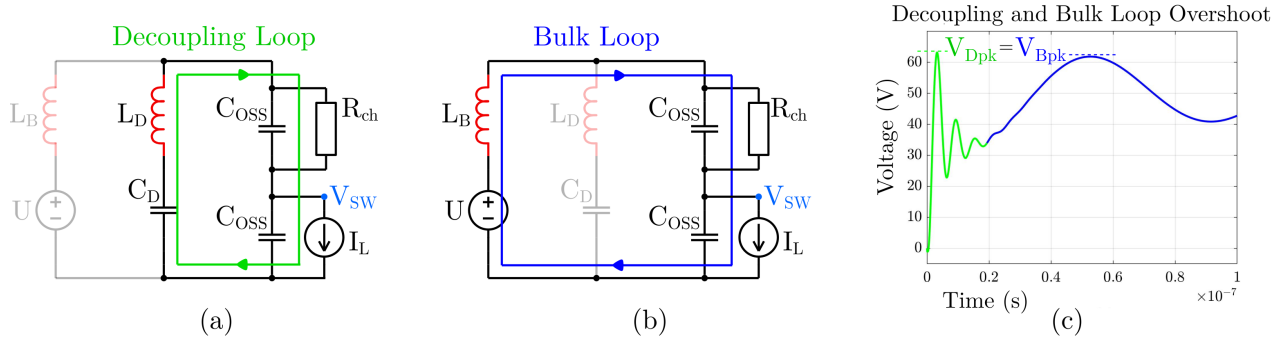 Decoupling Loop
L_B
L_D
C_OSS
R_ch
C_D
U
+
−
C_OSS
V_SW
I_L
(a)
Bulk Loop
L_B
L_D
C_OSS
R_ch
C_D
U
+
−
C_OSS
V_SW
I_L
(b)
Decoupling and Bulk Loop Overshoot
V_Dpk=V_Bpk
60
50
40
30
20
10
0
Voltage (V)
0 0.2 0.4 0.6 0.8 1
×10⁻⁷
Time (s)
(c)